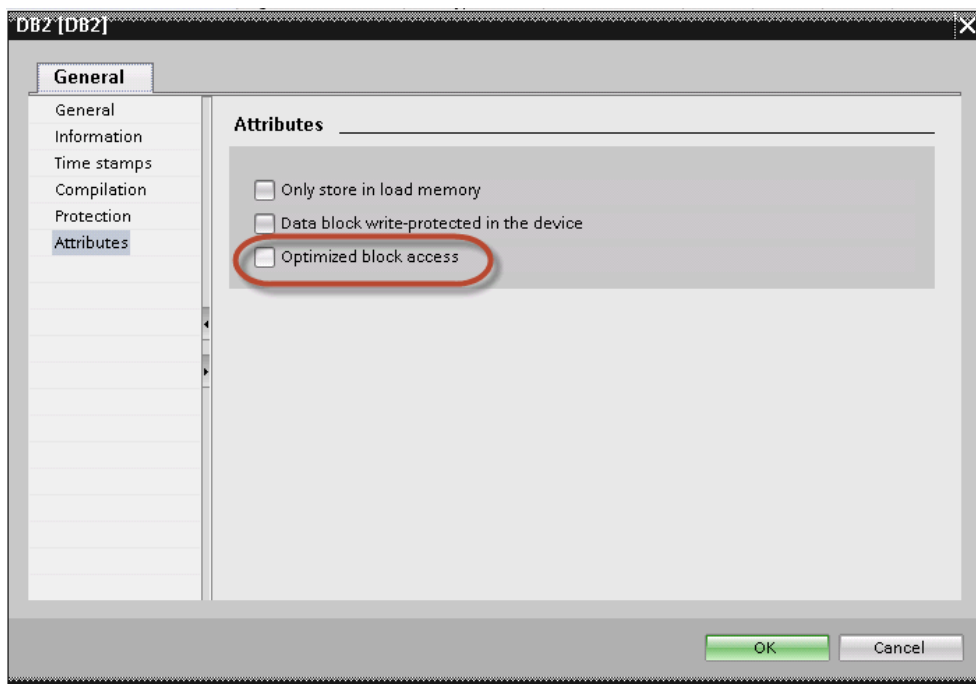 DB2 [DB2]
General
General
Information
Time stamps
Compilation
Protection
Attributes
Attributes
Only store in load memory
Data block write-protected in the device
Optimized block access
OK
Cancel